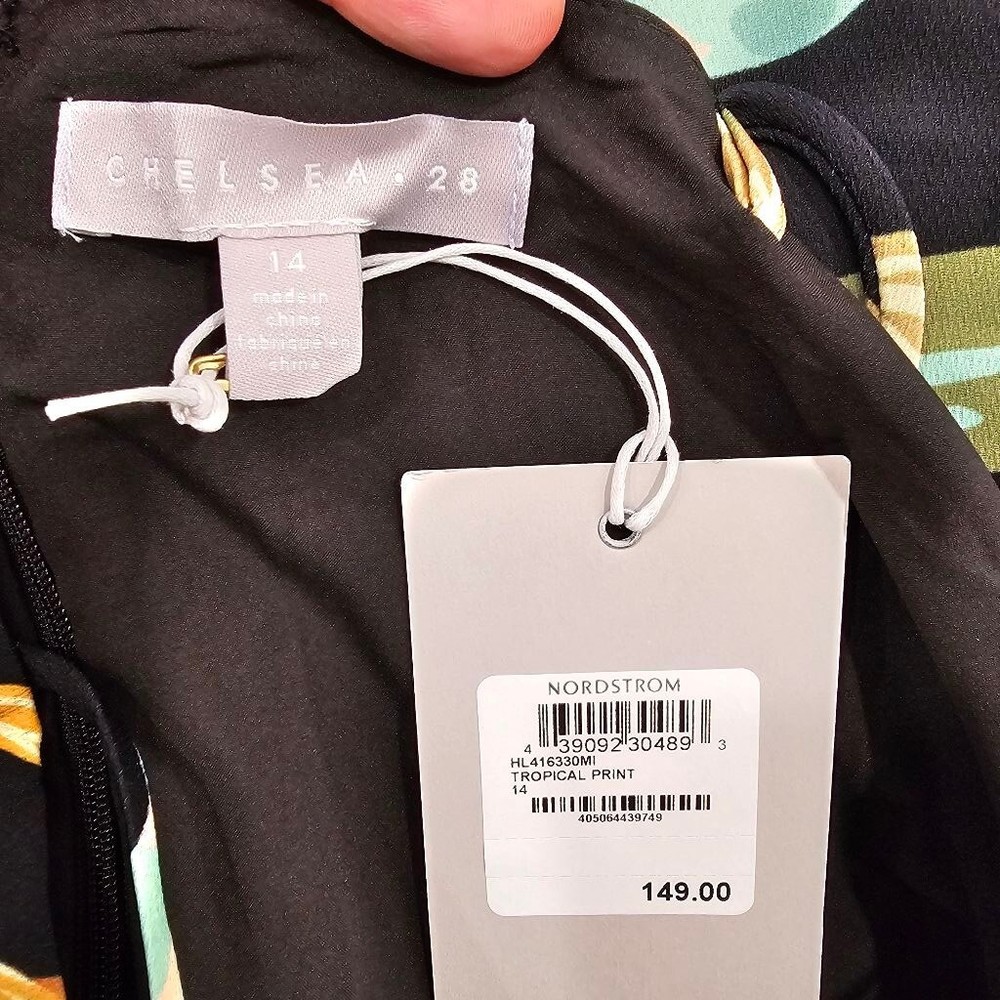 CHELSEA • 28
14
made in
china
fabrique en
chine
NORDSTROM
4 39092 30489 3
HL416330MI
TROPICAL PRINT
14
405064439749
149.00